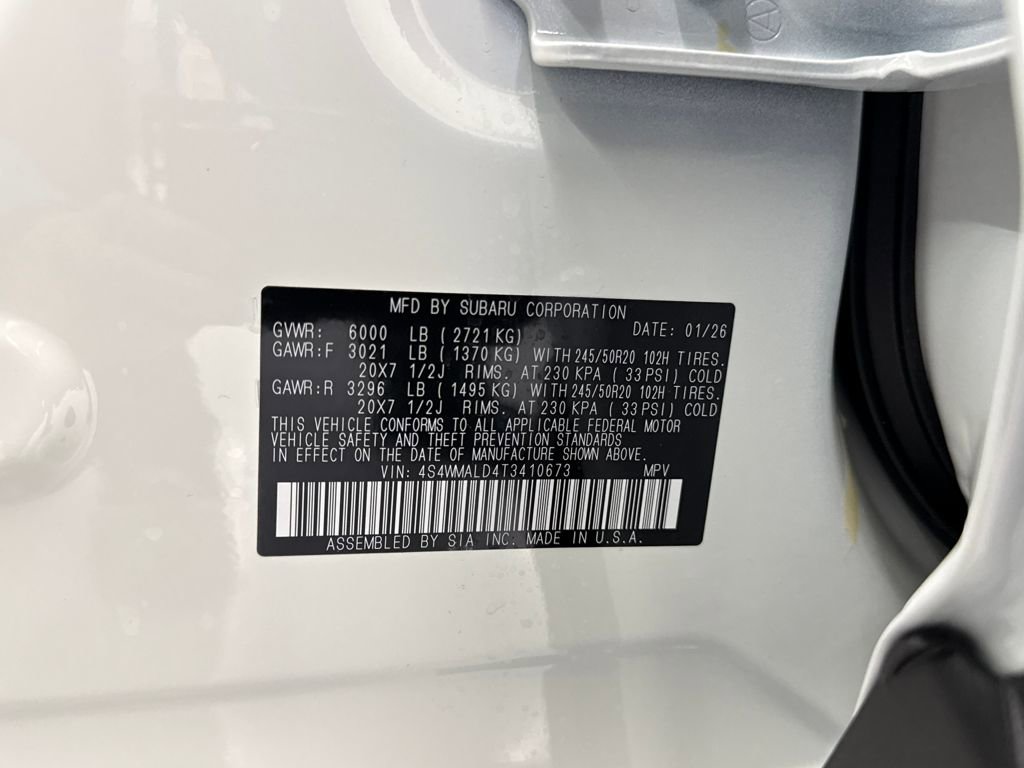 MFD BY SUBARU CORPORATION
GVWR: 6000 LB ( 2721 KG) DATE: 01/26
GAWR:F 3021 LB ( 1370 KG) WITH 245/50R20 102H TIRES.
20X7 1/2J RIMS. AT 230 KPA ( 33 PSI) COLD
GAWR:R 3296 LB ( 1495 KG) WITH 245/50R20 102H TIRES.
20X7 1/2J RIMS. AT 230 KPA ( 33 PSI) COLD
THIS VEHICLE CONFORMS TO ALL APPLICABLE FEDERAL MOTOR
VEHICLE SAFETY AND THEFT PREVENTION STANDARDS
IN EFFECT ON THE DATE OF MANUFACTURE SHOWN ABOVE.
VIN: 4S4WMALD4T3410673 MPV
ASSEMBLED BY SIA INC. MADE IN U.S.A.